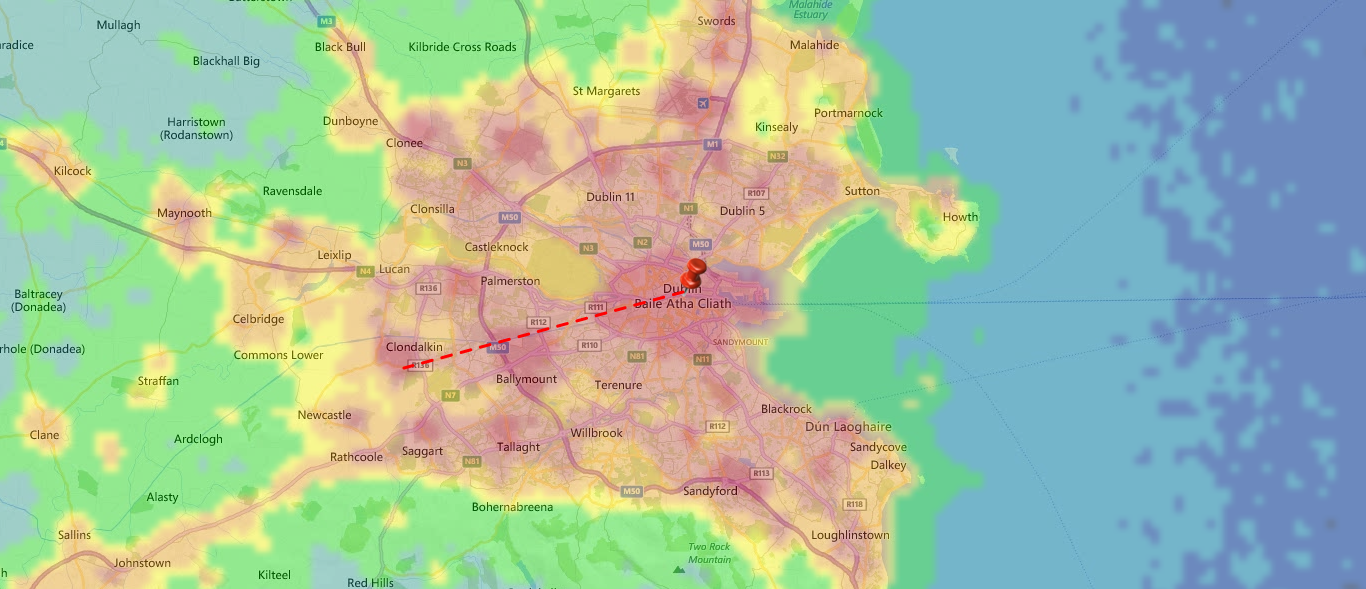 Malahide
Estuary
Swords
M3
Mullagh
Black Bull
Kilbride Cross Roads
Malahide
Blackhall Big
St Margarets
Harristown
(Rodanstown)
Dunboyne
Kinsealy
Portmarnock
Clonee
M1
N32
Kilcock
N3
Ravensdale
Dublin 11
R107
Sutton
Maynooth
Clonsilla
M50
N1
Dublin 5
Howth
Castleknock
N3
N2
M50
Leixlip
N4
Lucan
Palmerston
R136
Dublin
Baile Átha Cliath
Baltracey
(Donadea)
R111
Celbridge
R112
SANDYMOUNT
rhole (Donadea)
Commons Lower
Clondalkin
M50
R110
N81
N11
R136
Straffan
Ballymount
Terenure
N7
Newcastle
Blackrock
Clane
Ardclogh
Saggart
Tallaght
Willbrook
R112
Dún Laoghaire
Rathcoole
N81
Sandycove
Dalkey
R113
Alasty
M50
Sandyford
Bohernabreena
R118
Sallins
Loughlinstown
Johnstown
Two Rock
Mountain
Kilteel
Red Hills